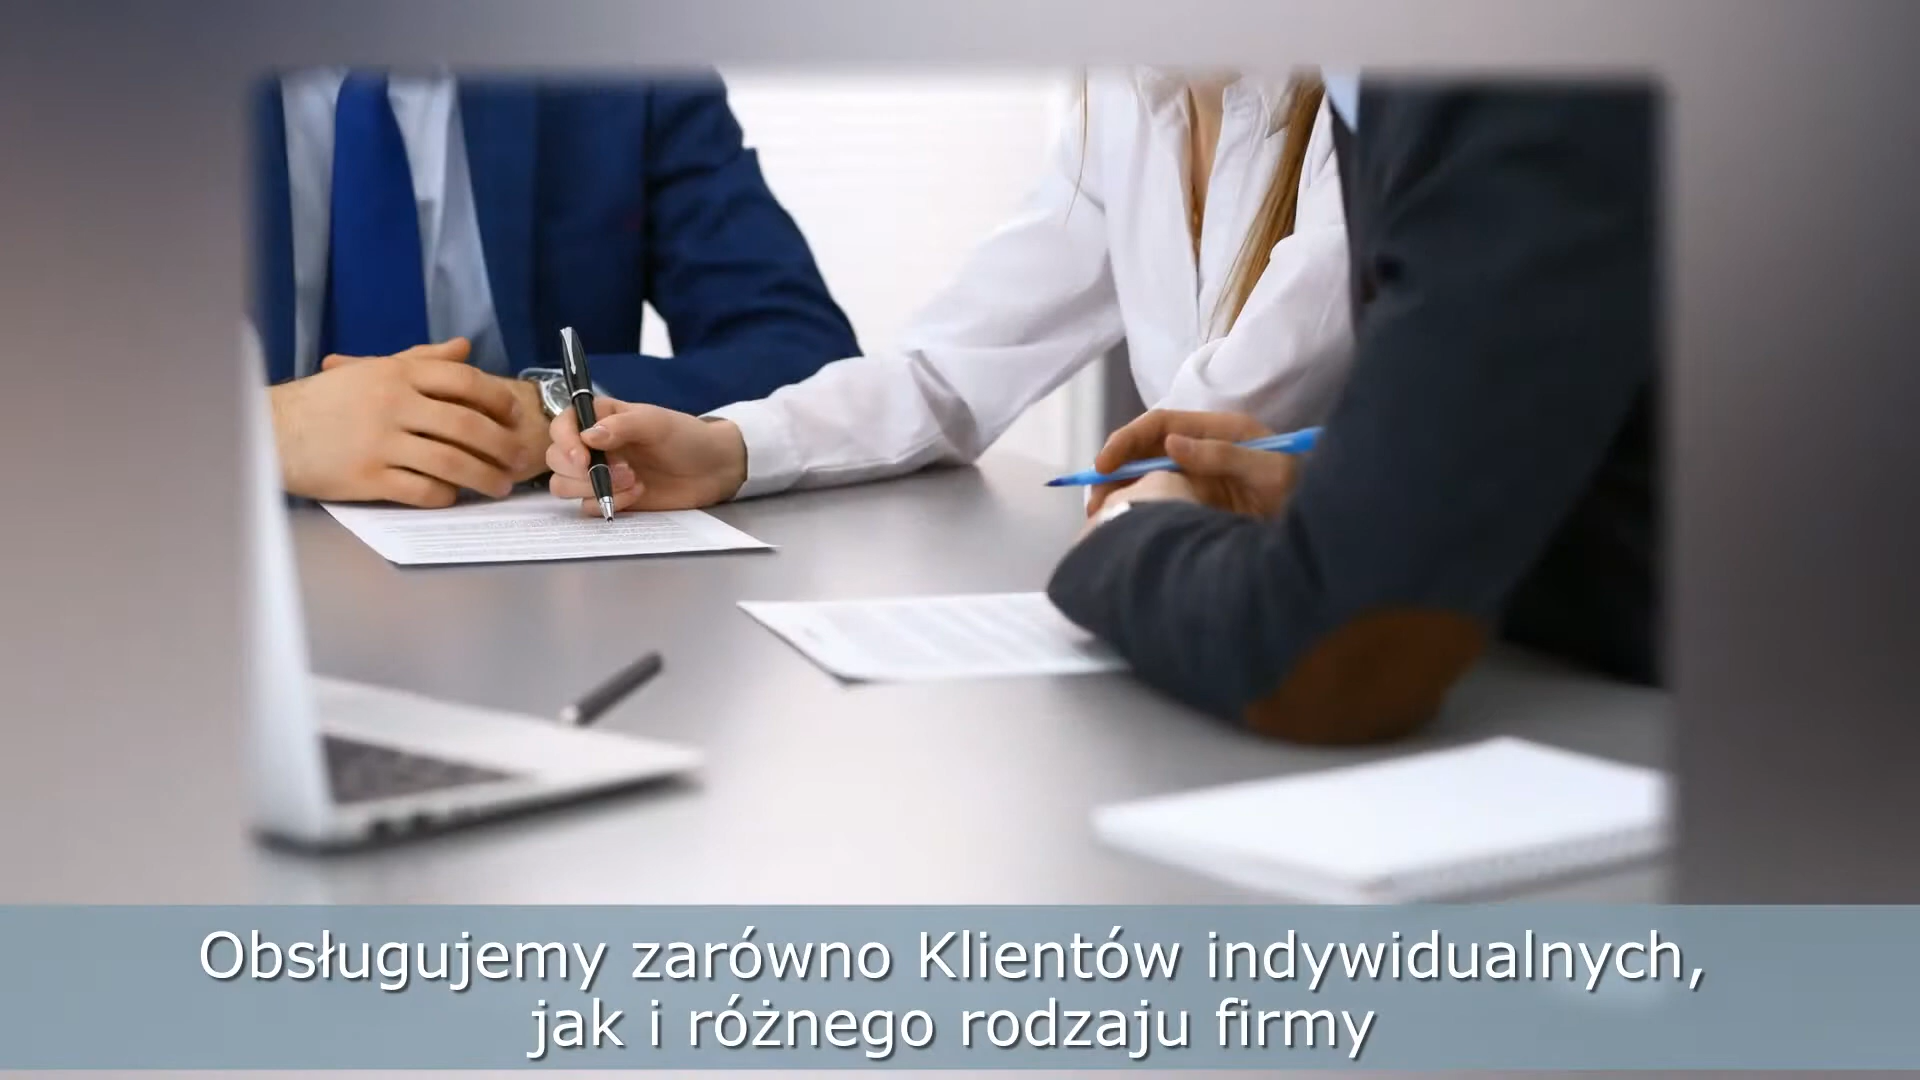 Obsługujemy zarówno Klientów indywidualnych,
jak i różnego rodzaju firmy